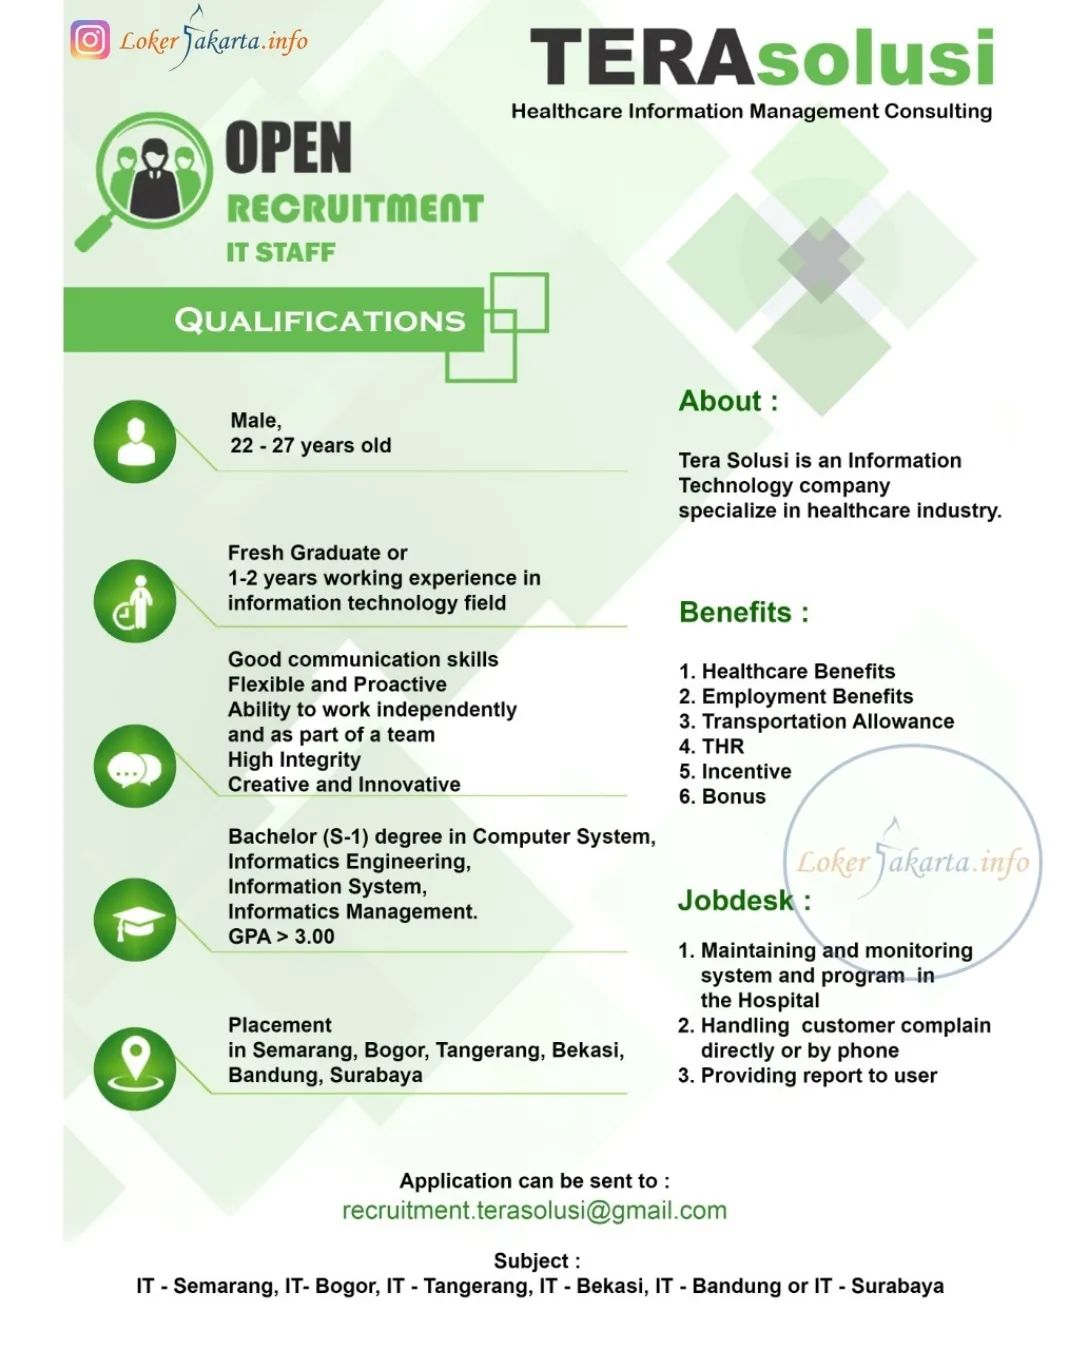 Loker Jakarta.info
TERAsolusi
Healthcare Information Management Consulting
OPEN
RECRUITMENT
IT STAFF
QUALIFICATIONS
Male,
22 - 27 years old
Fresh Graduate or
1-2 years working experience in
information technology field
Good communication skills
Flexible and Proactive
Ability to work independently
and as part of a team
High Integrity
Creative and Innovative
Bachelor (S-1) degree in Computer System,
Informatics Engineering,
Information System,
Informatics Management.
GPA > 3.00
Placement
in Semarang, Bogor, Tangerang, Bekasi,
Bandung, Surabaya
About :
Tera Solusi is an Information
Technology company
specialize in healthcare industry.
Benefits :
1. Healthcare Benefits
2. Employment Benefits
3. Transportation Allowance
4. THR
5. Incentive
6. Bonus
Loker Jakarta.info
Jobdesk :
1. Maintaining and monitoring
system and program in
the Hospital
2. Handling customer complain
directly or by phone
3. Providing report to user
Application can be sent to :
recruitment.terasolusi@gmail.com
Subject :
IT - Semarang, IT- Bogor, IT - Tangerang, IT - Bekasi, IT - Bandung or IT - Surabaya